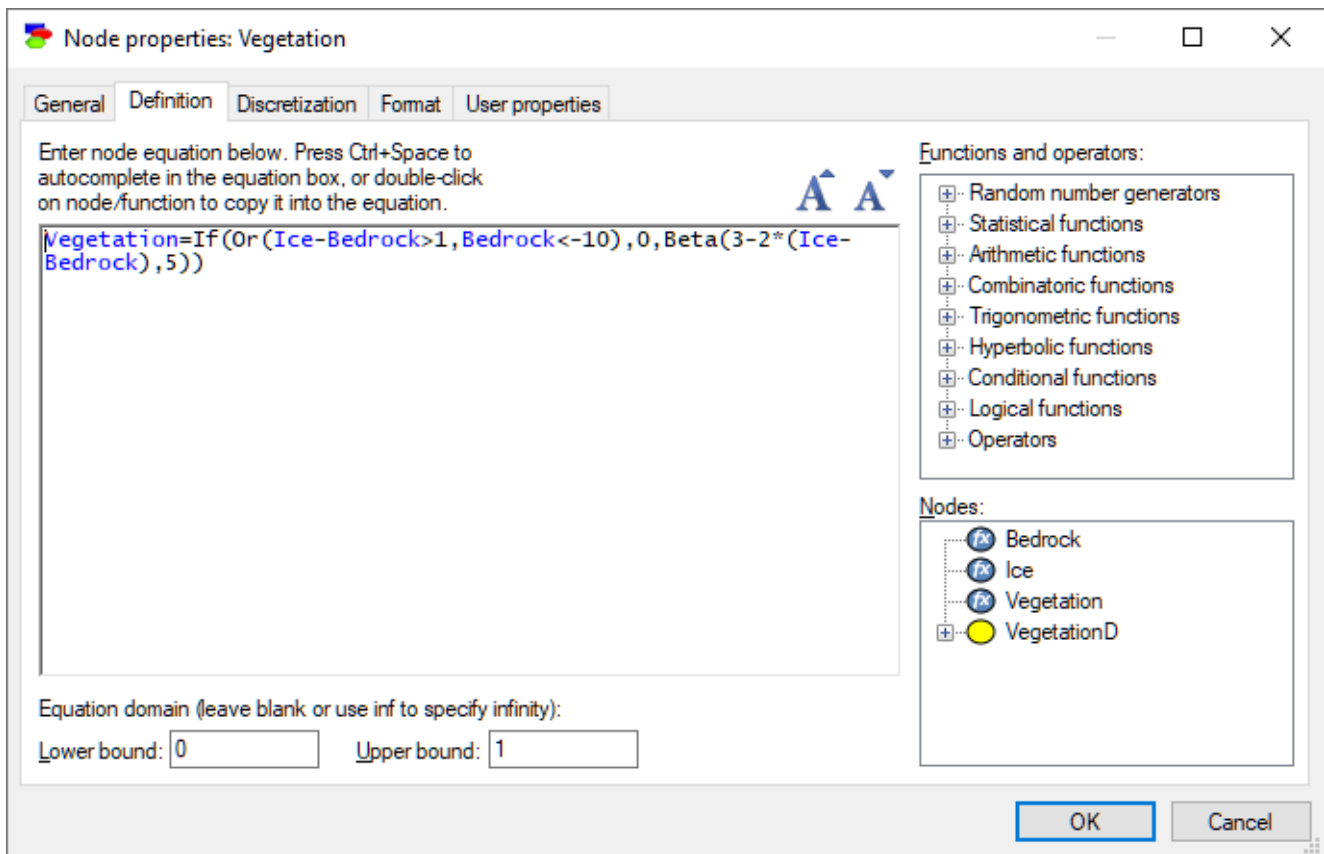 Node properties: Vegetation
General Definition Discretization Format User properties
Enter node equation below. Press Ctrl+Space to
autocomplete in the equation box, or double-click
on node/function to copy it into the equation.
A A
Vegetation=If(Or(Ice-Bedrock>1,Bedrock<-10),0,Beta(3-2*(Ice-
Bedrock),5))
Equation domain (leave blank or use inf to specify infinity):
Lower bound: 0 Upper bound: 1
Functions and operators:
Random number generators
Statistical functions
Arithmetic functions
Combinatoric functions
Trigonometric functions
Hyperbolic functions
Conditional functions
Logical functions
Operators
Nodes:
fx Bedrock
fx Ice
fx Vegetation
VegetationD
OK Cancel